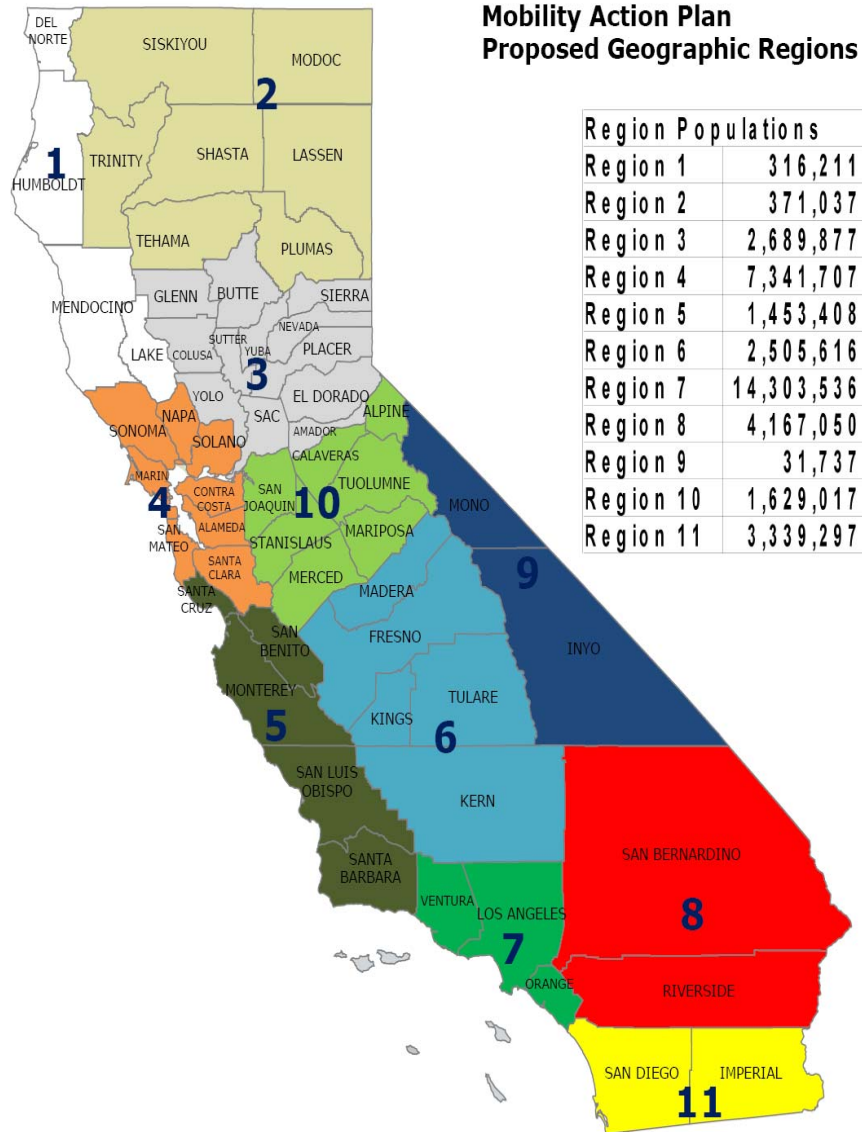 Mobility Action Plan
Proposed Geographic Regions
Region Populations
Region 1 316,211
Region 2 371,037
Region 3 2,689,877
Region 4 7,341,707
Region 5 1,453,408
Region 6 2,505,616
Region 7 14,303,536
Region 8 4,167,050
Region 9 31,737
Region 10 1,629,017
Region 11 3,339,297
DEL
NORTE
SISKIYOU
MODOC
2
1
HUMBOLDT
TRINITY
SHASTA
LASSEN
TEHAMA
PLUMAS
MENDOCINO
GLENN
BUTTE
SIERRA
LAKE
COLUSA
SUTTER
YUBA
NEVADA
PLACER
3
YOLO
EL DORADO
SAC
ALPINE
AMADOR
SONOMA
NAPA
SOLANO
CALAVERAS
MARIN
4
CONTRA
COSTA
SAN
JOAQUIN
10
TUOLUMNE
MONO
SAN
MATEO
ALAMEDA
STANISLAUS
MARIPOSA
SANTA
CLARA
MERCED
9
SANTA
CRUZ
MADERA
SAN
BENITO
FRESNO
INYO
MONTEREY
5
KINGS
TULARE
6
SAN LUIS
OBISPO
KERN
SANTA
BARBARA
SAN BERNARDINO
VENTURA
LOS ANGELES
8
7
ORANGE
RIVERSIDE
SAN DIEGO
IMPERIAL
11